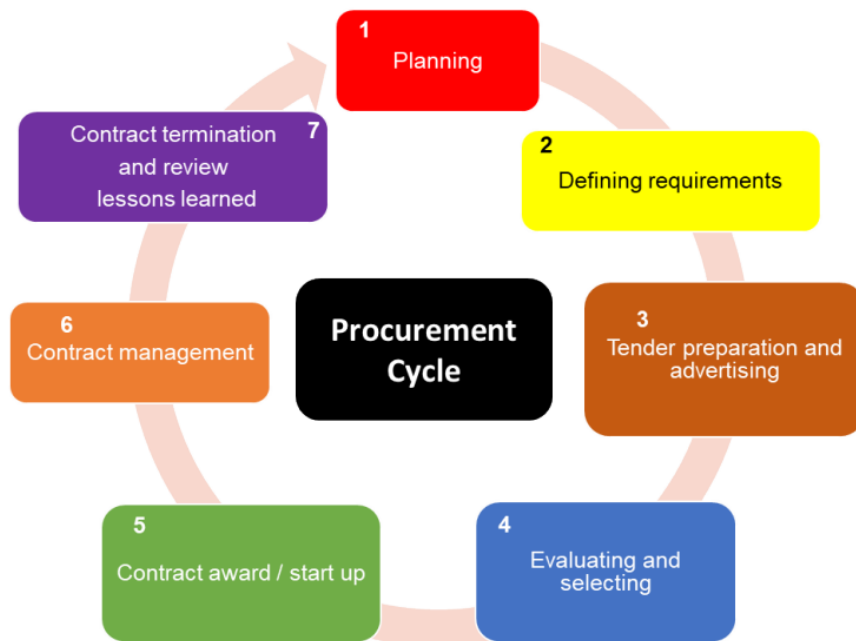 1
Planning
2
Defining requirements
3
Tender preparation and
advertising
4
Evaluating and
selecting
5
Contract award / start up
6
Contract management
7
Contract termination
and review
lessons learned
Procurement
Cycle